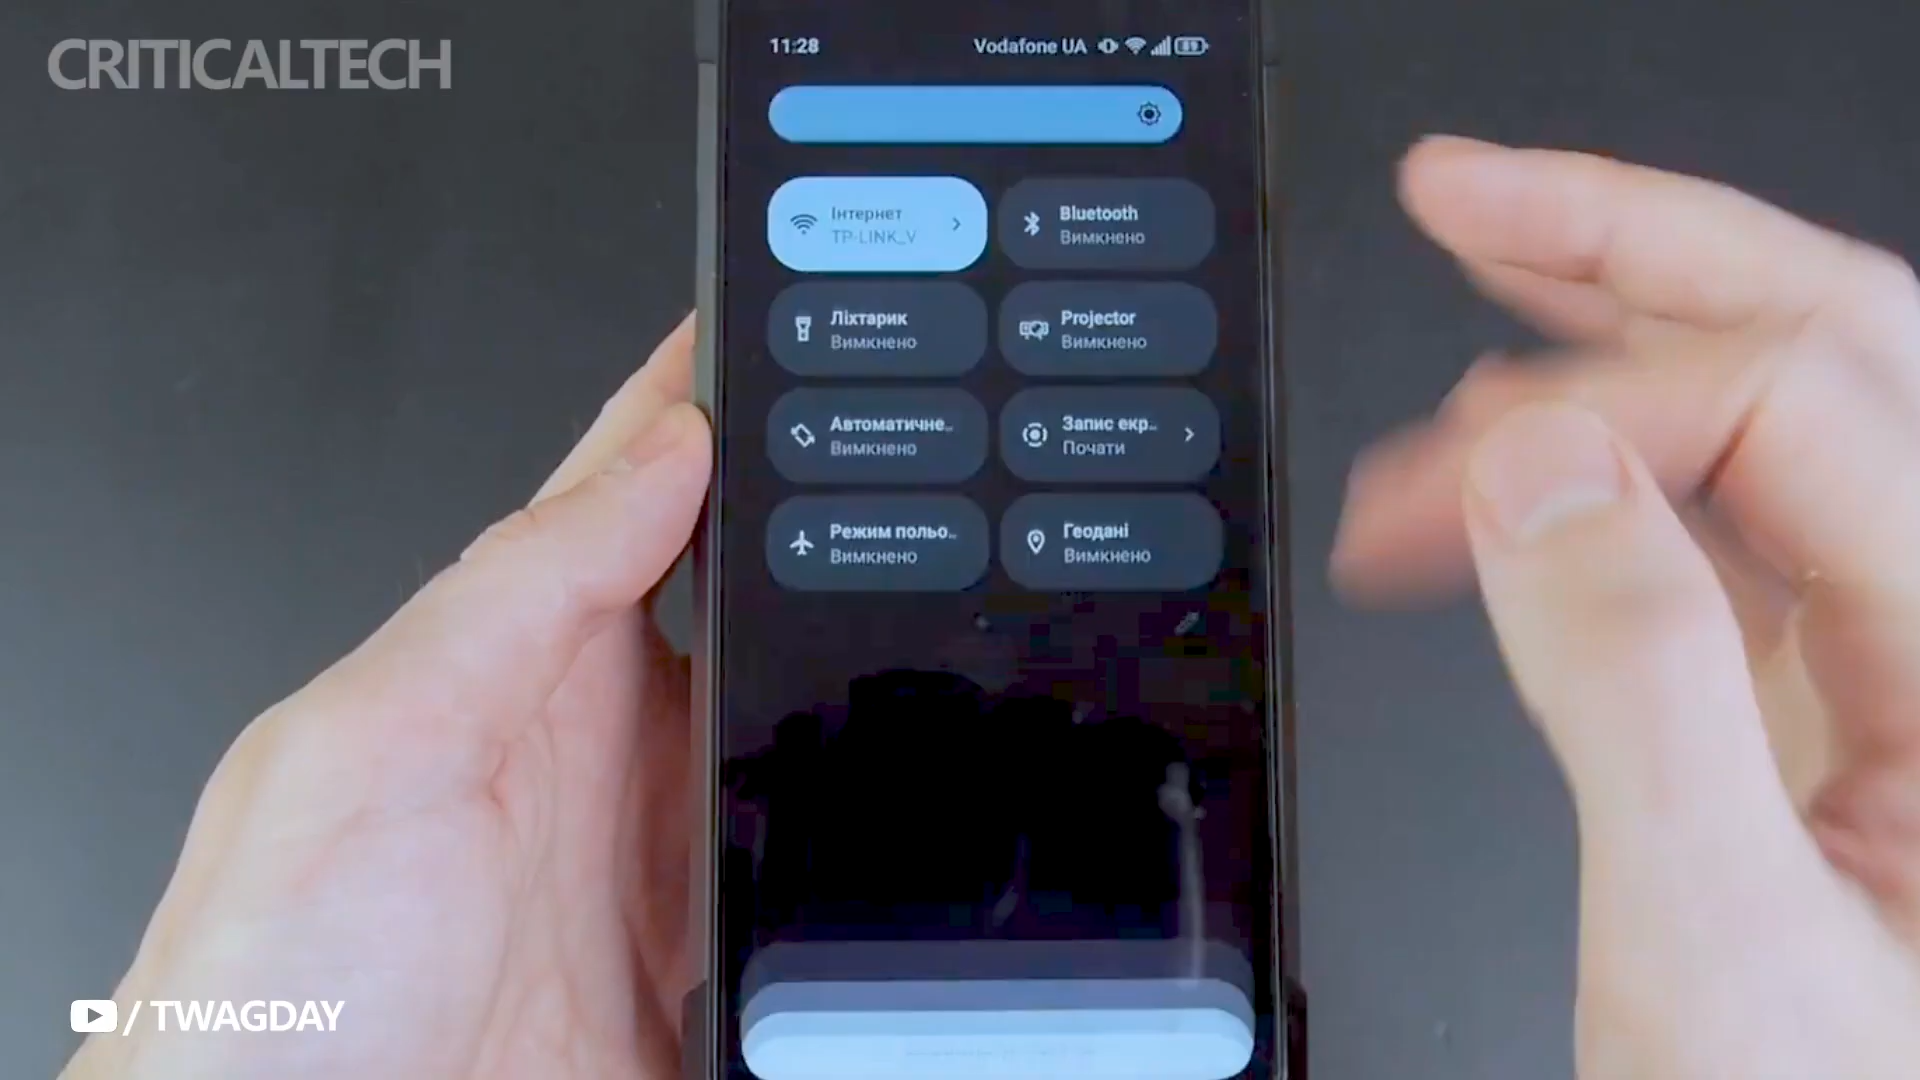 CRITICALTECH
11:28 Vodafone UA 89
Інтернет
TP-LINK_V
Bluetooth
Вимкнено
Ліхтарик
Вимкнено
Projector
Вимкнено
Автоматичне..
Вимкнено
Запис екр..
Почати
Режим польо..
Вимкнено
Геодані
Вимкнено
/ TWAGDAY